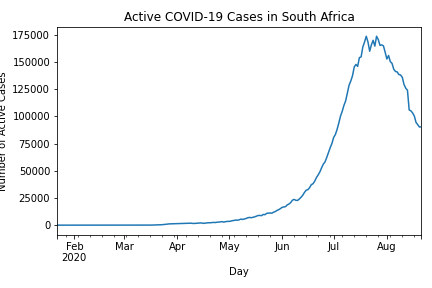 Active COVID-19 Cases in South Africa
Number of Active Cases
175000
150000
125000
100000
75000
50000
25000
0
Feb Mar Apr May Jun Jul Aug
2020
Day